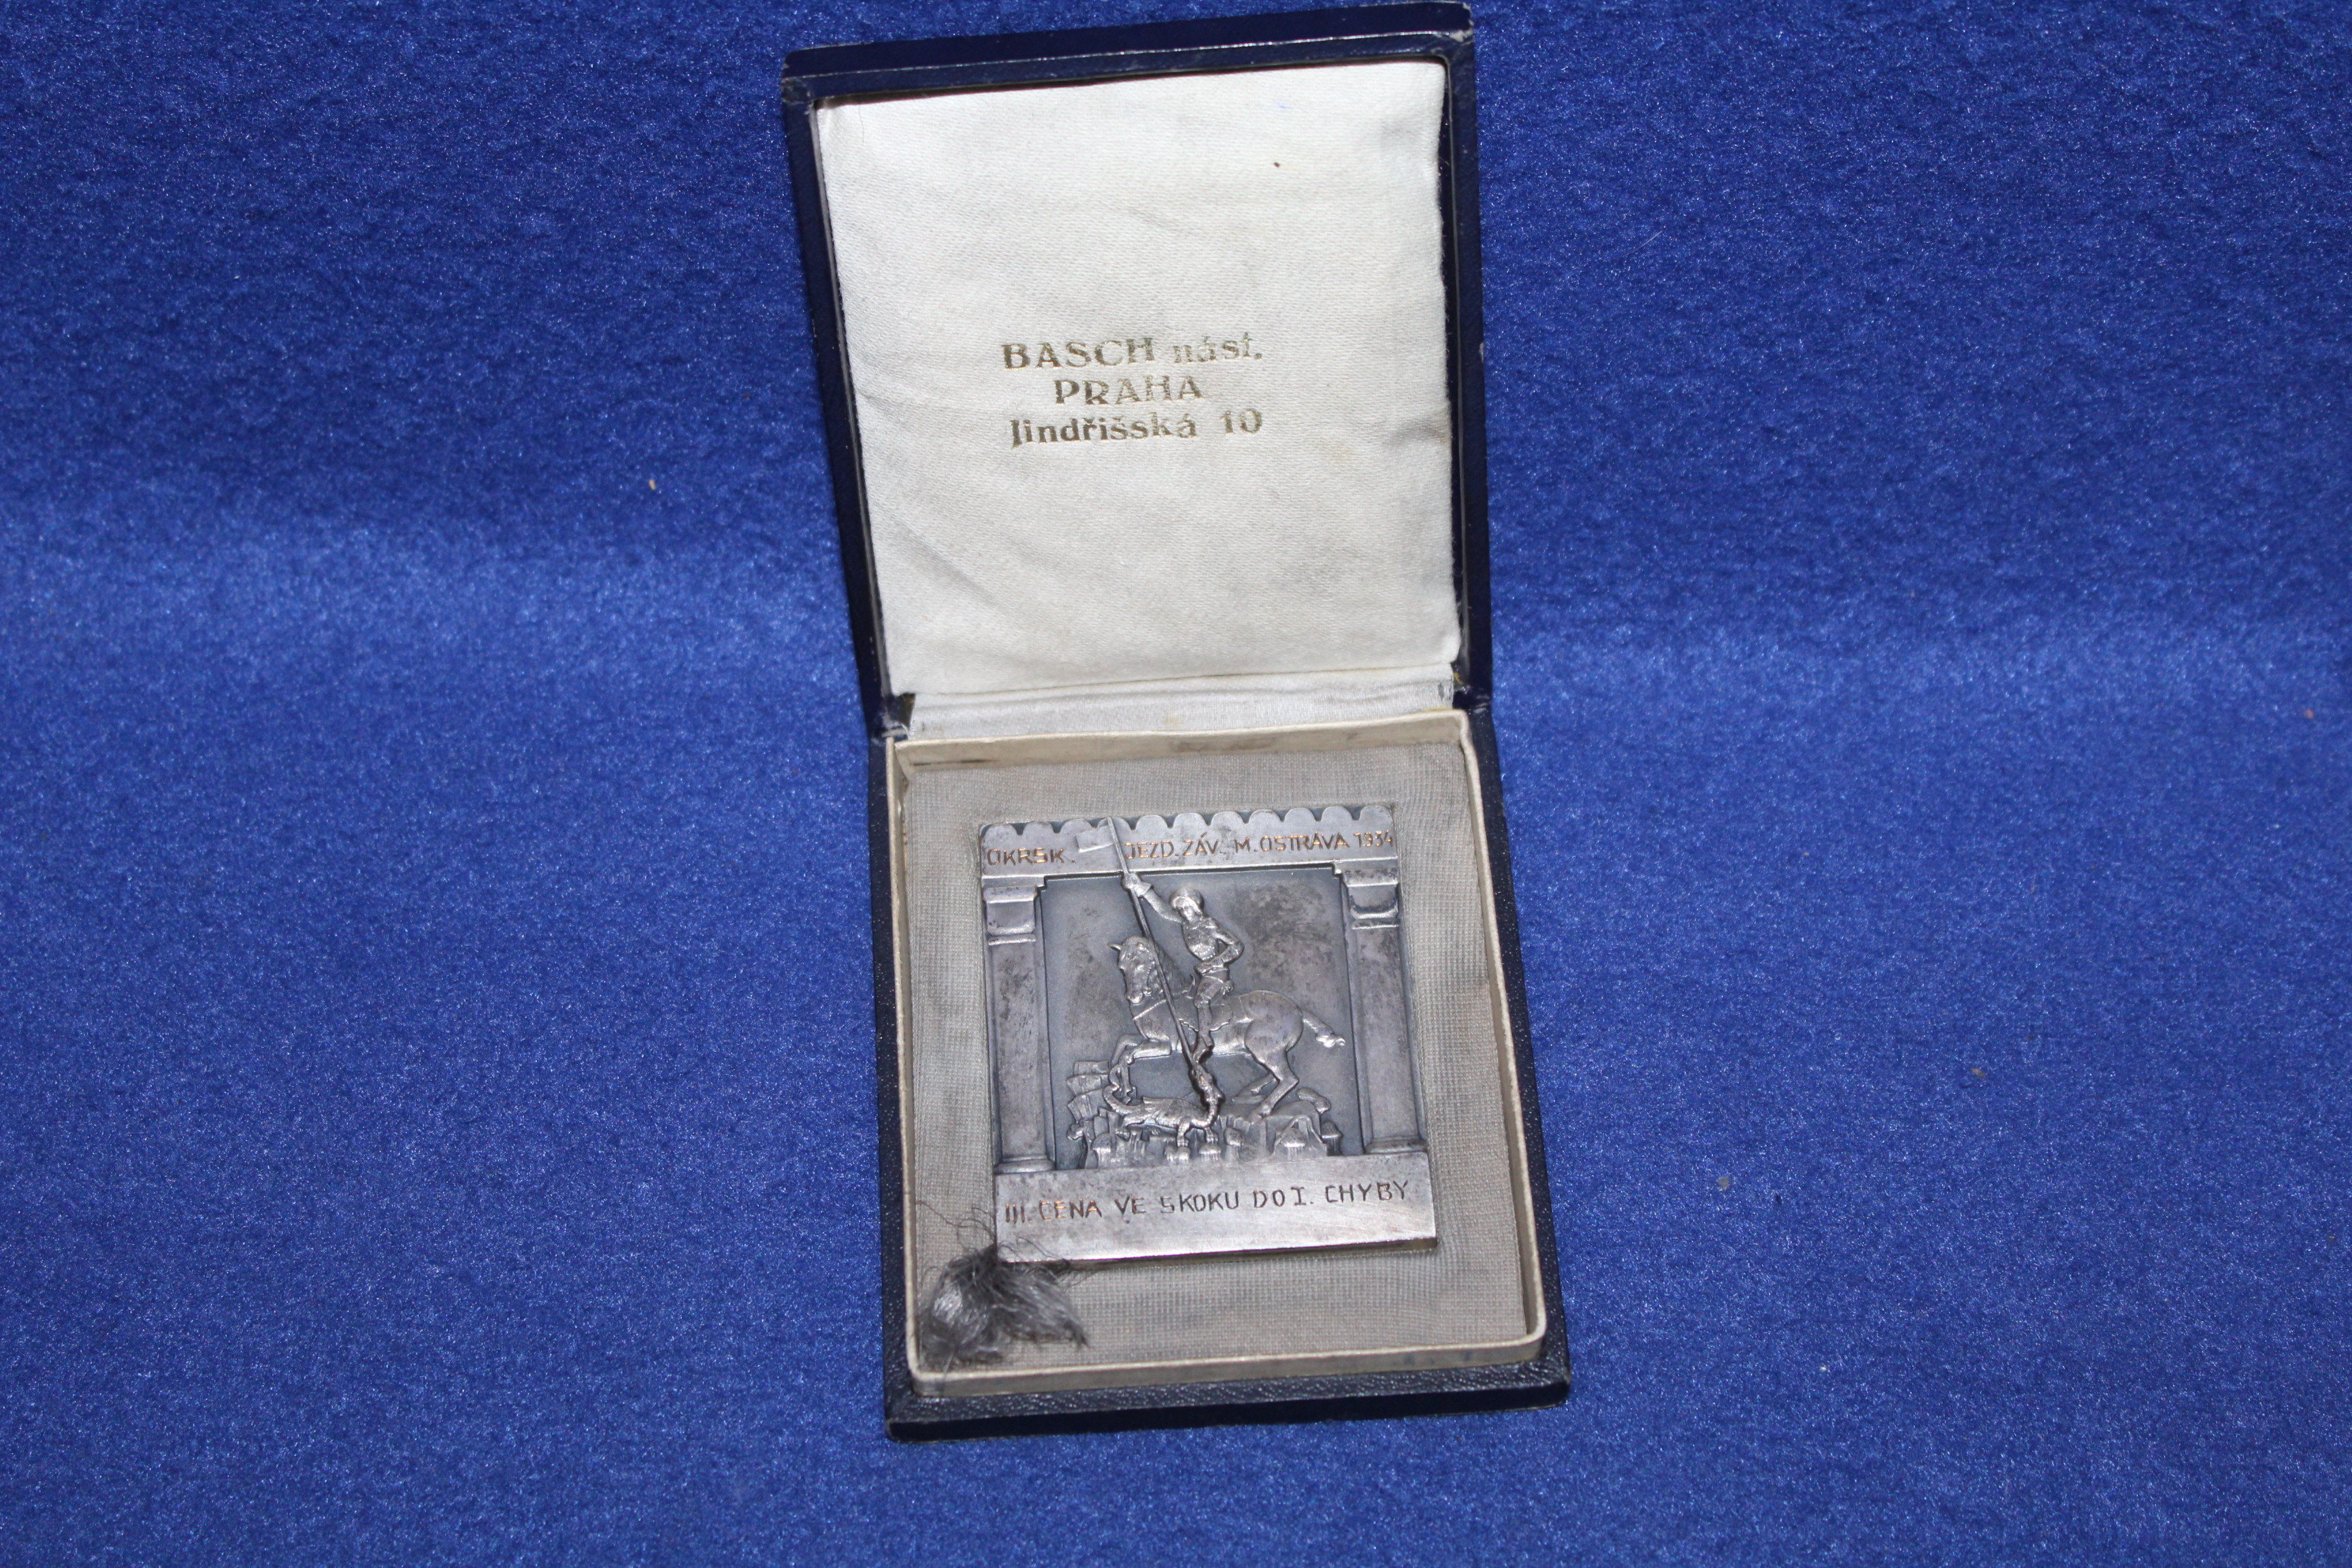 BASCH nást.
PRAHA
Jindřišská 10
OKRSK. JEZD. ZÁV. M. OSTRAVA 1934
III. CENA VE SKOKU DO I. CHYBY